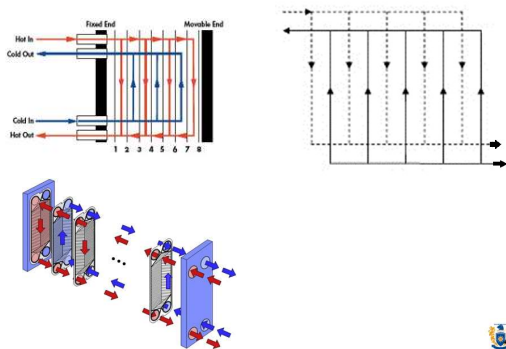 Fixed End Movable End
Hot In
Cold Out
Cold In
Hot Out
1 2 3 4 5 6 7 8